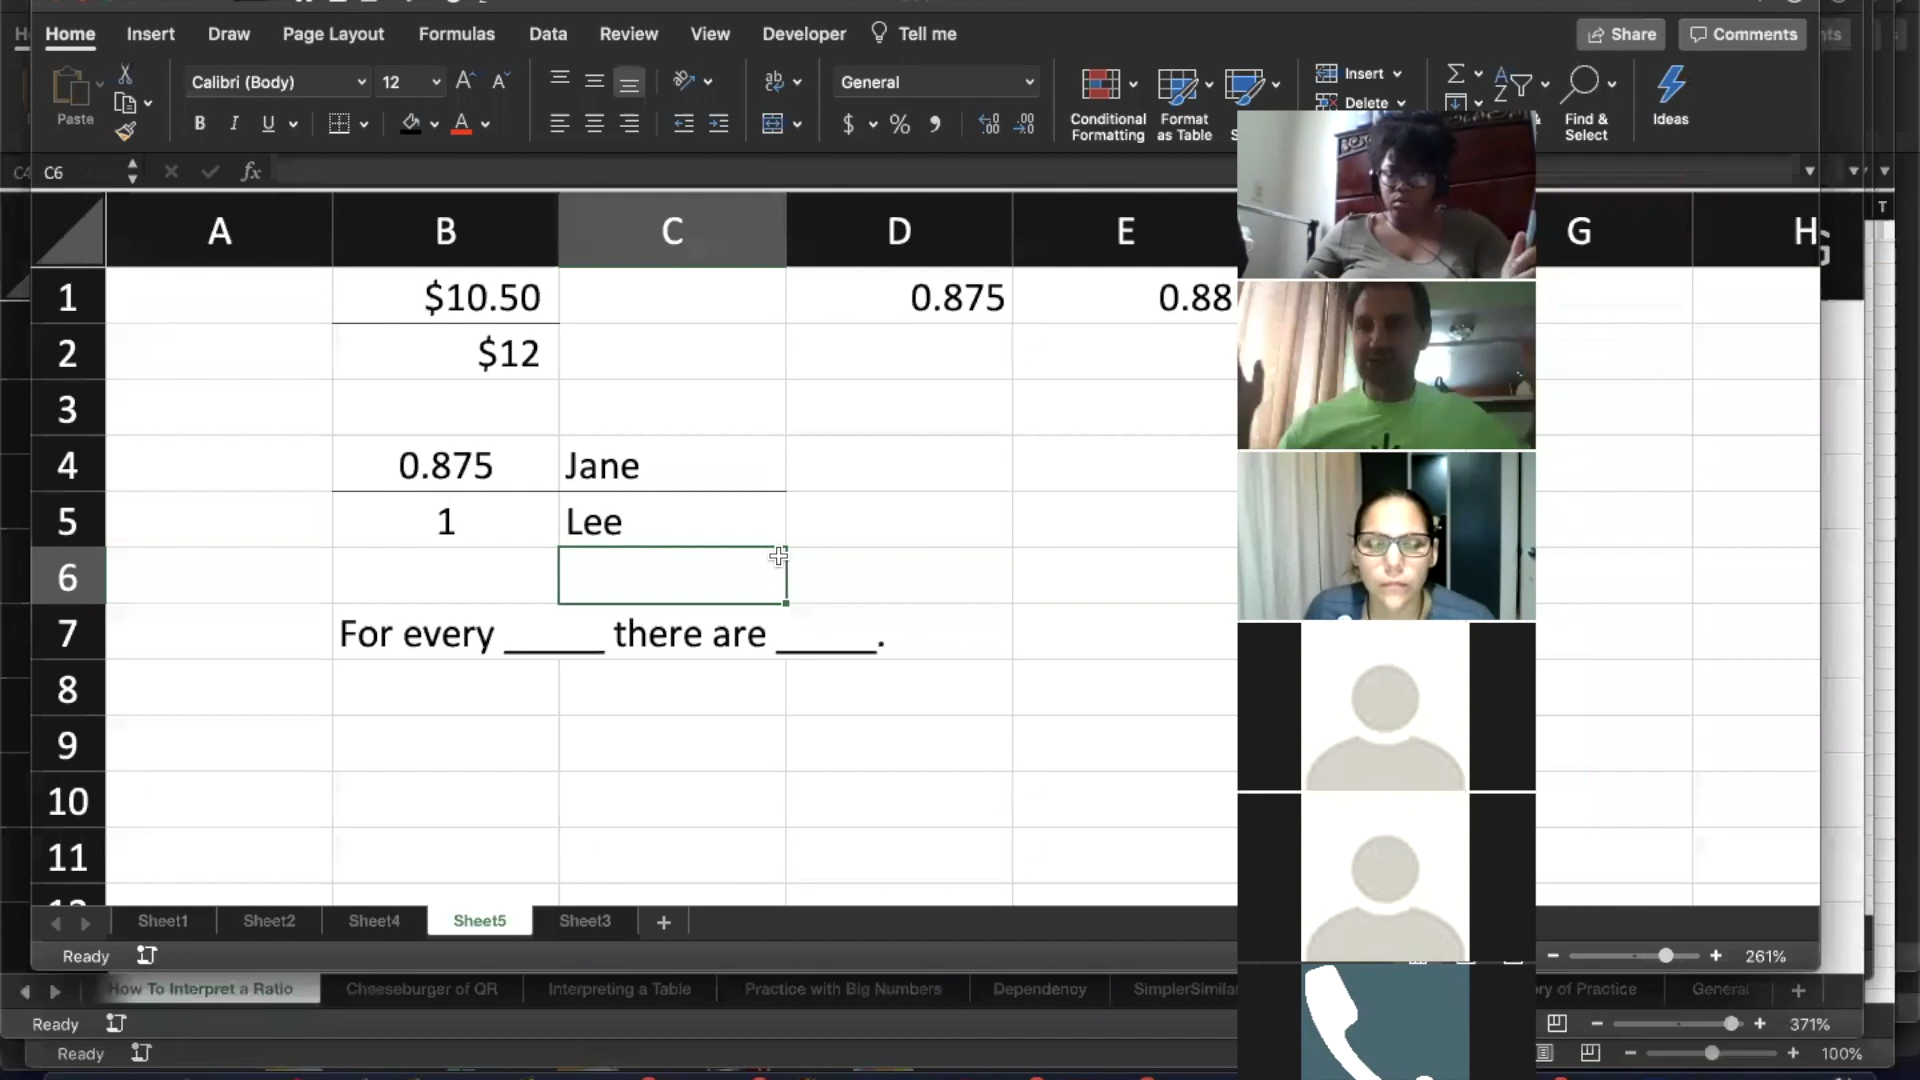 Home Insert Draw Page Layout Formulas Data Review View Developer Tell me Share Comments
Paste Calibri (Body) 12 A A ab General Insert
B I U A $ % Delete
Conditional Formatting Format as Table Find & Select Ideas
C6 fx
A B C D E G H
1 $10.50 0.875 0.88
2 $12
3
4 0.875 Jane
5 1 Lee
6
7 For every _____ there are _____.
8
9
10
11
12
Sheet1 Sheet2 Sheet4 Sheet5 Sheet3 +
Ready 261%
How To Interpret a Ratio Cheeseburger of QR Interpreting a Table Practice with Big Numbers Dependency General +
Ready 371%
Ready 100%